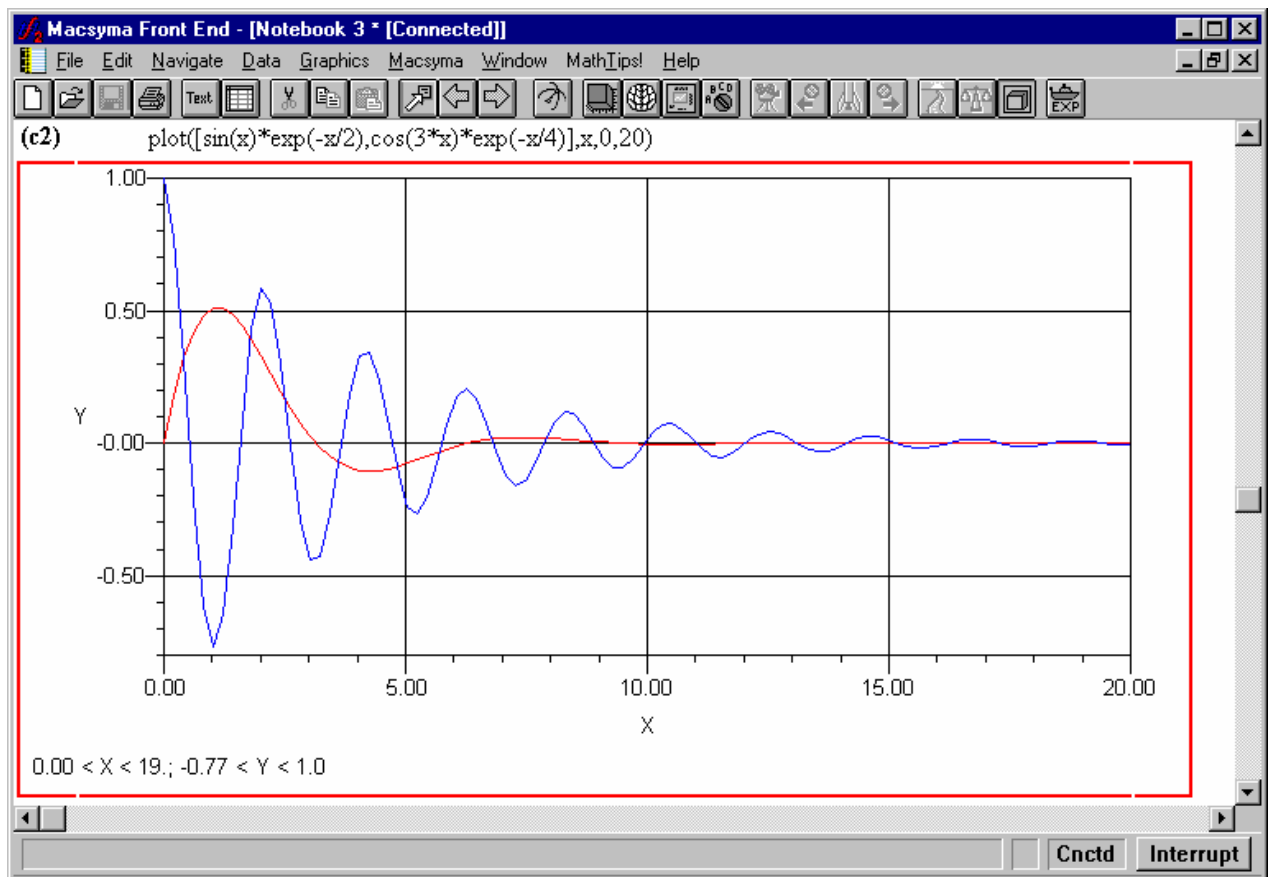 Macsyma Front End - [Notebook 3 * [Connected]]
File Edit Navigate Data Graphics Macsyma Window MathTips! Help
Text
EXP
(c2) plot([sin(x)*exp(-x/2),cos(3*x)*exp(-x/4)],x,0,20)
1.00
0.50
Y
-0.00
-0.50
0.00 5.00 10.00 15.00 20.00
X
0.00 < X < 19.; -0.77 < Y < 1.0
Cnctd Interrupt